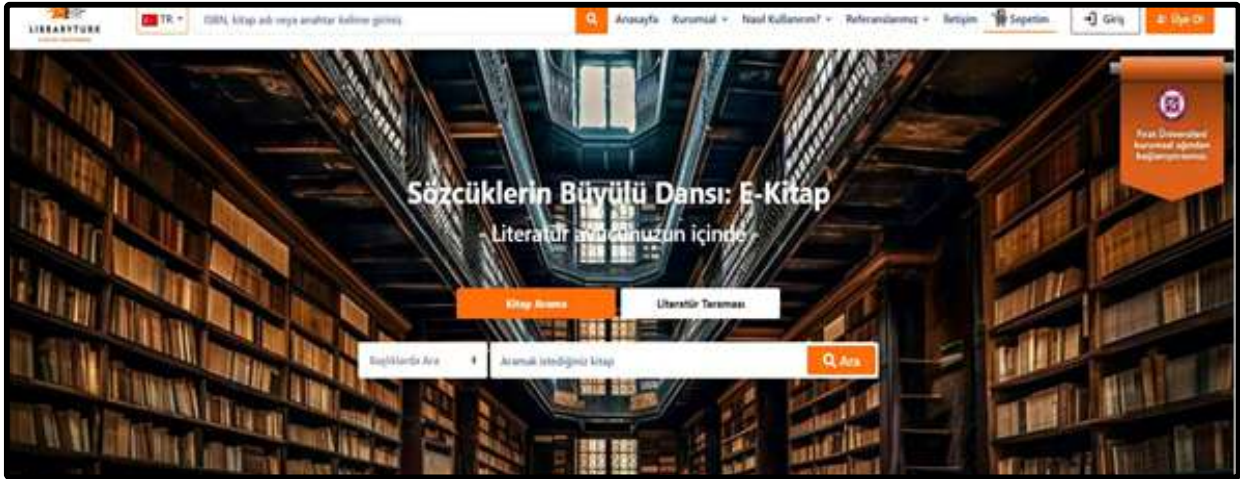 LIBRARYTURK
TR
ISBN, kitap adı veya anahtar kelime giriniz
Anasayfa Kurumsal Nasıl Kullanırım? Referanslarımız İletişim Sepetim Giriş Üye Ol
Fırat Üniversitesi
kurumsal ağından
bağlanıyorsunuz.
Sözcüklerin Büyülü Dansı: E-Kitap
- Literatür avucunuzun içinde -
Kitap Arama Literatür Taraması
Başlıklarda Ara Aramak istediğiniz kitap Ara